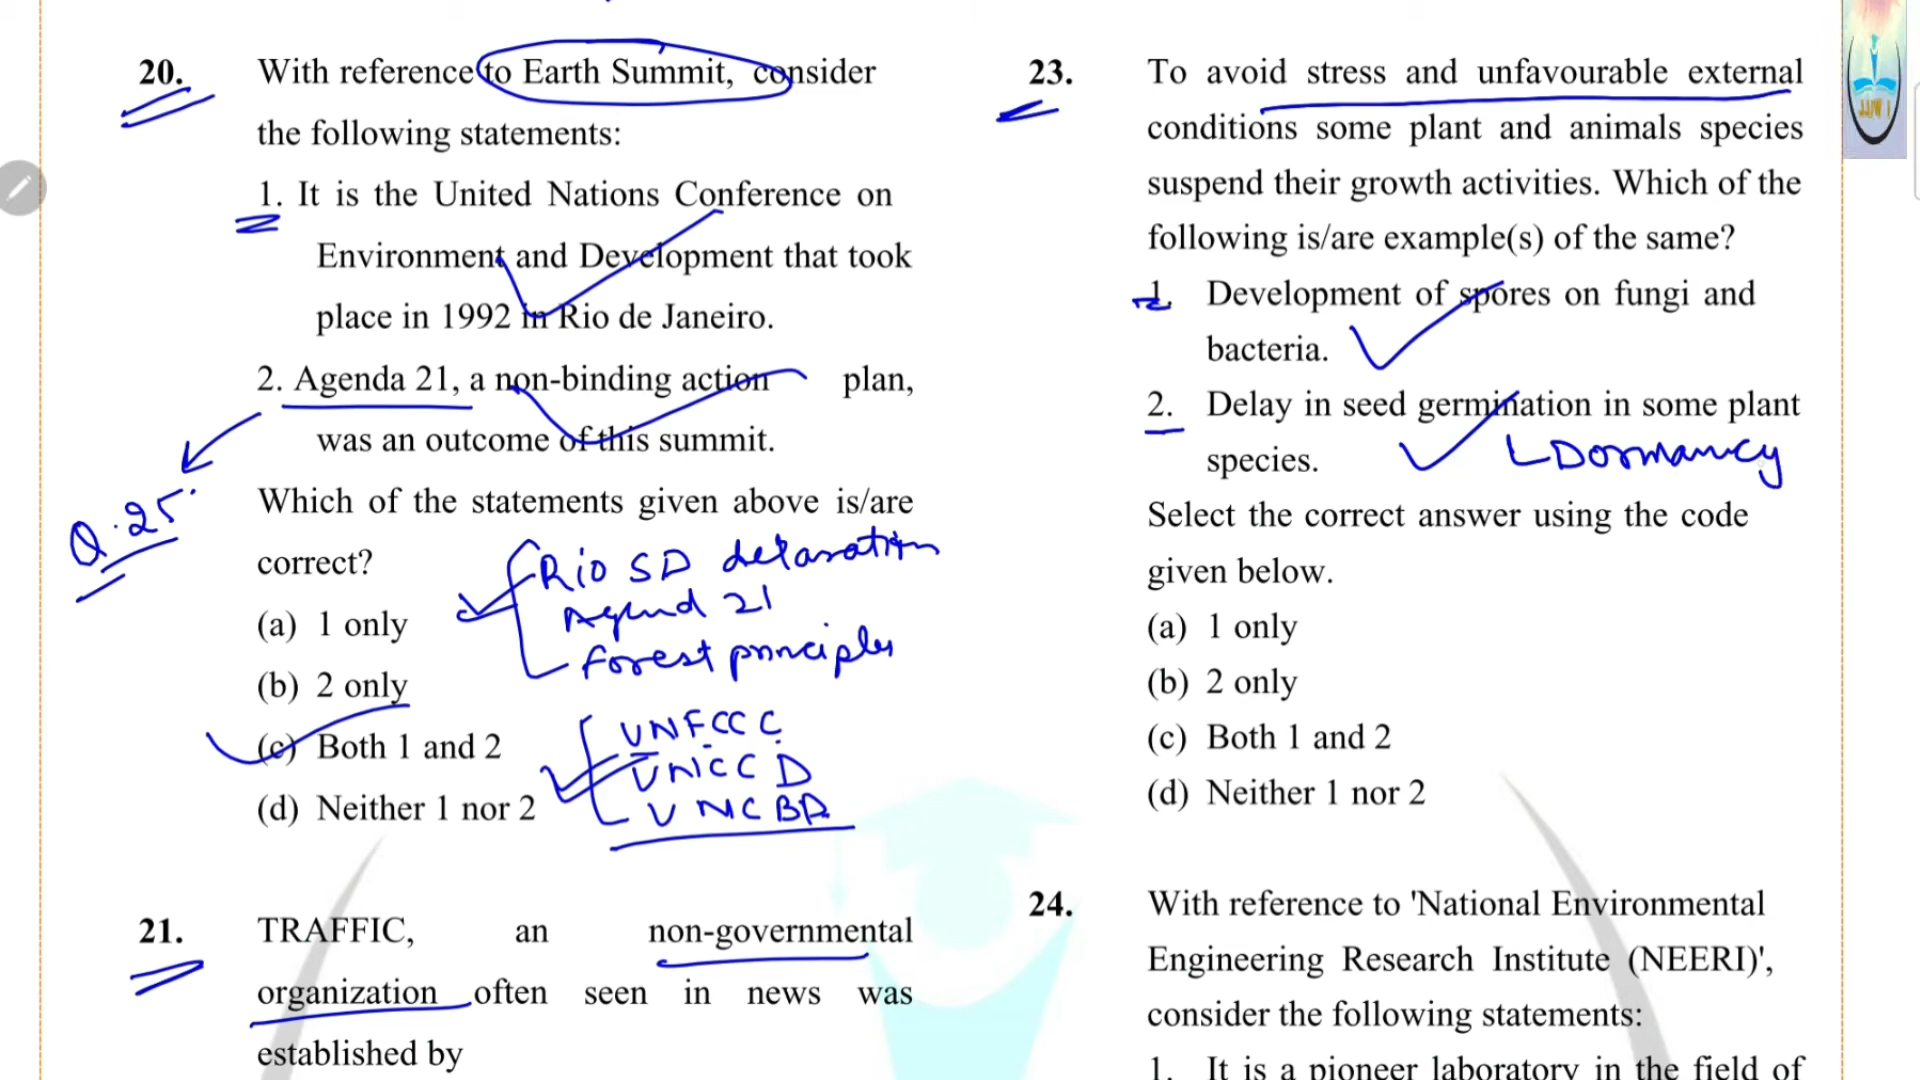 20. With reference to Earth Summit, consider
the following statements:
1. It is the United Nations Conference on
Environment and Development that took
place in 1992 in Rio de Janeiro.
2. Agenda 21, a non-binding action plan,
was an outcome of this summit.
Q.25
Which of the statements given above is/are
correct?
Rio SD delaration
Agend 21
Forest principles
(a) 1 only
(b) 2 only
(c) Both 1 and 2
(d) Neither 1 nor 2
UNFCCC
UNCCD
UNCBD
21. TRAFFIC, an non-governmental
organization often seen in news was
established by
23. To avoid stress and unfavourable external
conditions some plant and animals species
suspend their growth activities. Which of the
following is/are example(s) of the same?
1. Development of spores on fungi and
bacteria.
2. Delay in seed germination in some plant
species.
Dormancy
Select the correct answer using the code
given below.
(a) 1 only
(b) 2 only
(c) Both 1 and 2
(d) Neither 1 nor 2
24. With reference to 'National Environmental
Engineering Research Institute (NEERI)',
consider the following statements:
1. It is a pioneer laboratory in the field of